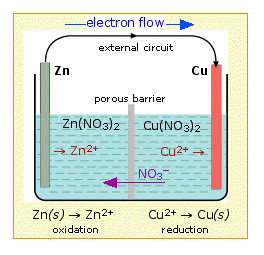 electron flow
external circuit
Zn Cu
porous barrier
Zn(NO₃)₂ Cu(NO₃)₂
→ Zn²⁺ Cu²⁺ →
NO₃⁻
Zn(s) → Zn²⁺ Cu²⁺ → Cu(s)
oxidation reduction